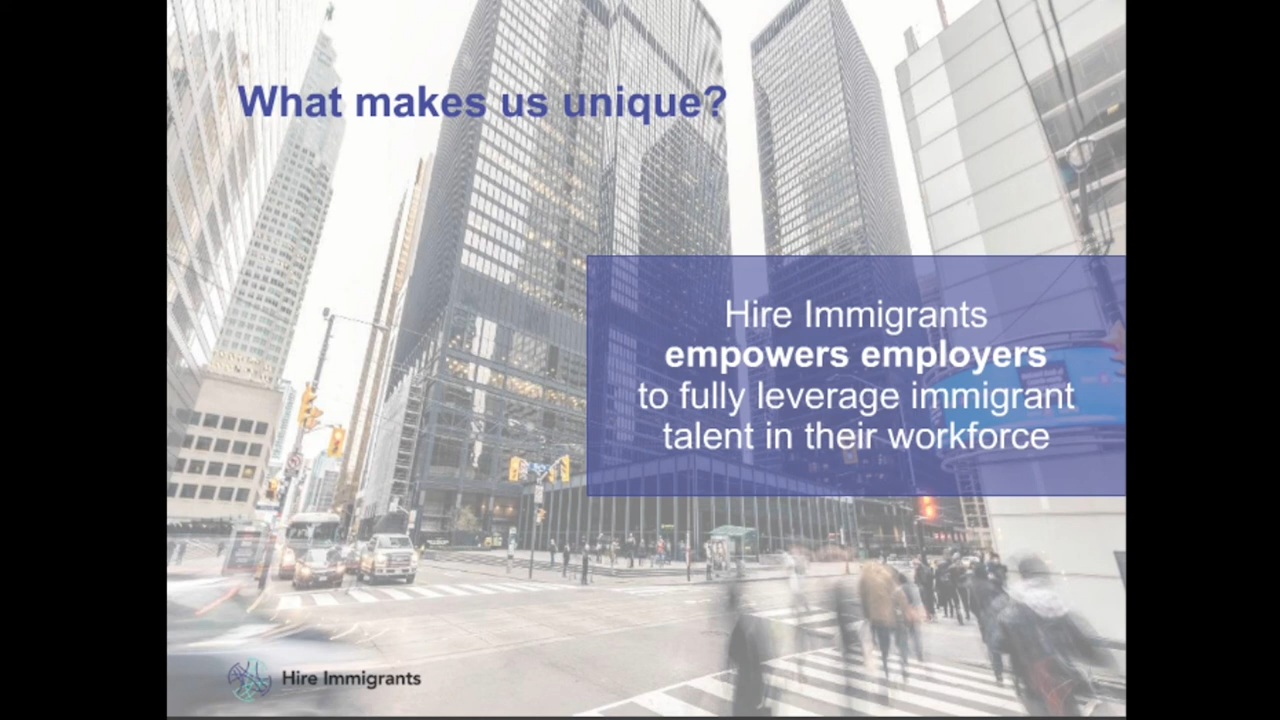 What makes us unique?
Hire Immigrants
empowers employers
to fully leverage immigrant
talent in their workforce
Hire Immigrants